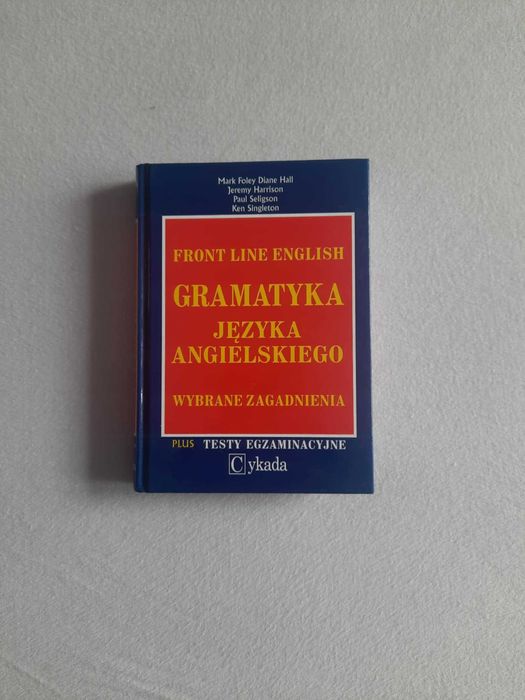 Mark Foley Diane Hall
Jeremy Harrison
Paul Seligson
Ken Singleton
FRONT LINE ENGLISH
GRAMATYKA
JĘZYKA
ANGIELSKIEGO
WYBRANE ZAGADNIENIA
PLUS TESTY EGZAMINACYJNE
Cykada